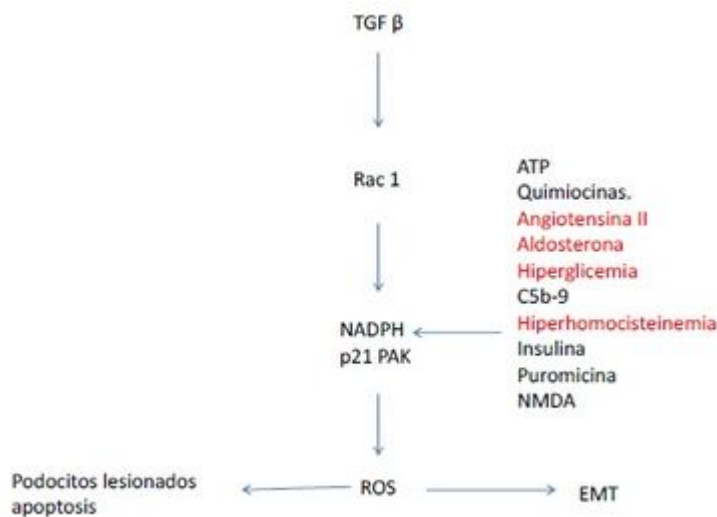 TGF β
Rac 1
ATP
Quimiocinas.
Angiotensina II
Aldosterona
Hiperglicemia
C5b-9
Hiperhomocisteinemia
Insulina
Puromicina
NMDA
NADPH
p21 PAK
Podocitos lesionados
apoptosis
ROS
EMT